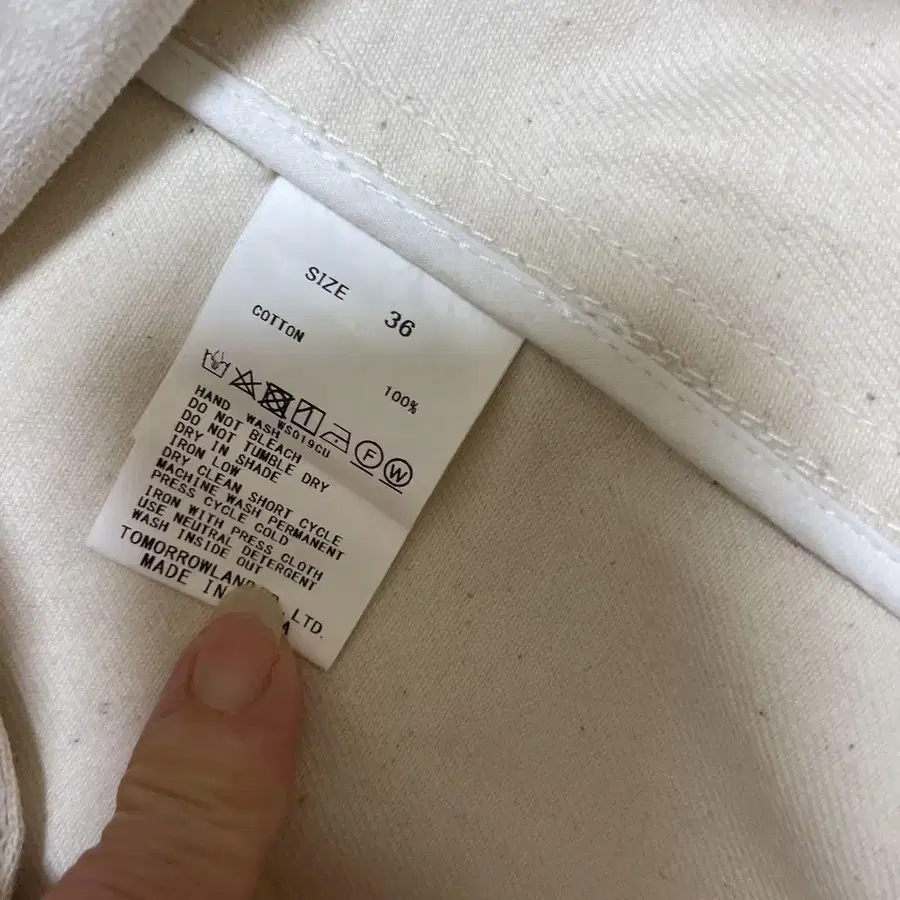 SIZE 36
COTTON 100%
F W
WS019CU
HAND WASH
DO NOT BLEACH
DO NOT TUMBLE DRY
DRY IN SHADE
IRON LOW
DRY CLEAN SHORT CYCLE
MACHINE WASH PERMANENT
PRESS CYCLE COLD
IRON WITH PRESS CLOTH
USE NEUTRAL DETERGENT
WASH INSIDE OUT
TOMORROWLAND LTD.
MADE IN